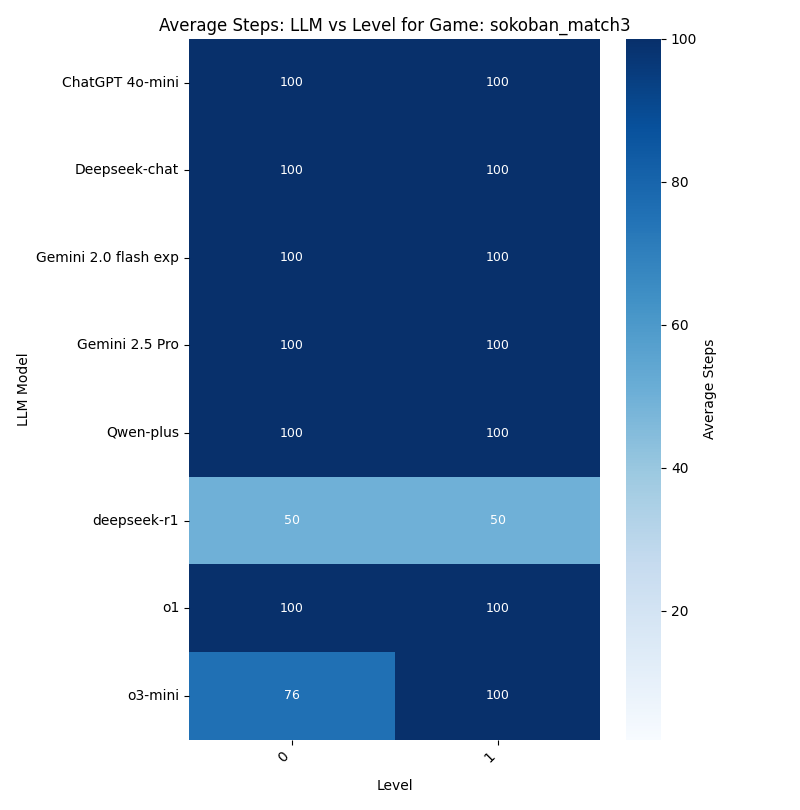 Average Steps: LLM vs Level for Game: sokoban_match3
LLM Model
ChatGPT 4o-mini 100 100
Deepseek-chat 100 100
Gemini 2.0 flash exp 100 100
Gemini 2.5 Pro 100 100
Qwen-plus 100 100
deepseek-r1 50 50
o1 100 100
o3-mini 76 100
0 1
Level
100
80
60
40
20
Average Steps